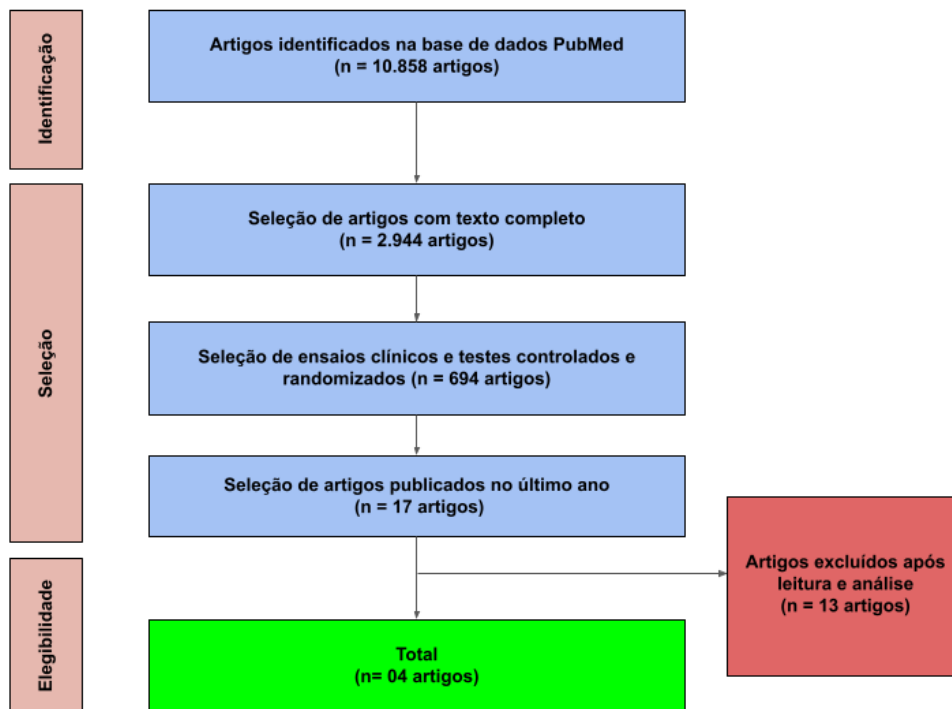 Identificação
Artigos identificados na base de dados PubMed
(n = 10.858 artigos)
Seleção
Seleção de artigos com texto completo
(n = 2.944 artigos)
Seleção de ensaios clínicos e testes controlados e
randomizados (n = 694 artigos)
Seleção de artigos publicados no último ano
(n = 17 artigos)
Artigos excluídos após
leitura e análise
(n = 13 artigos)
Elegibilidade
Total
(n= 04 artigos)